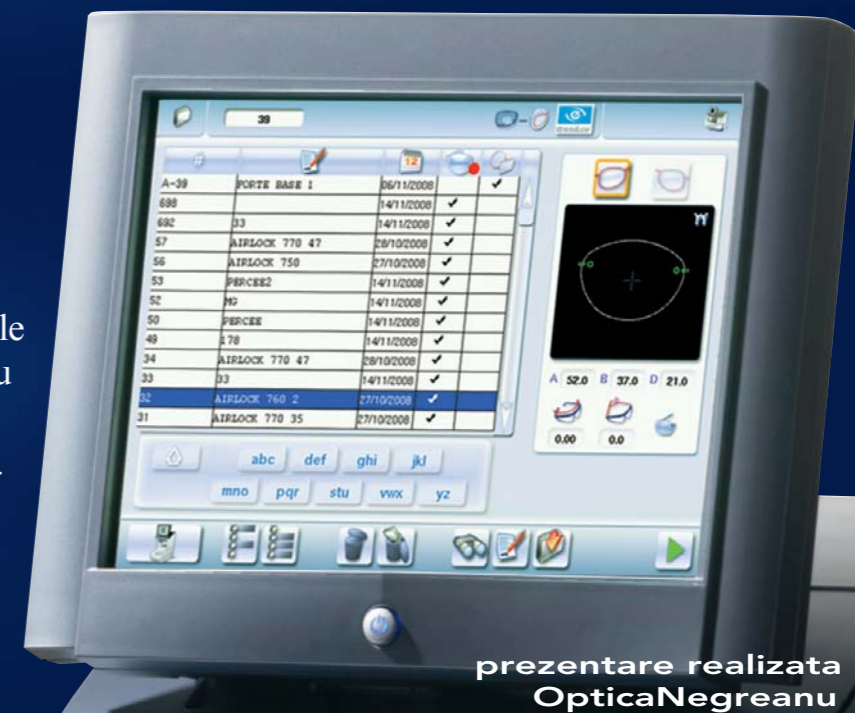 le
u
39
essilor
#
12
A-39 PORTE BASE 1 06/11/2008 ✔
698 14/11/2008 ✔
692 33 14/11/2008 ✔
57 AIRLOCK 770 47 28/10/2008 ✔
56 AIRLOCK 750 27/10/2008 ✔
53 PERCEE2 14/11/2008 ✔
52 MG 14/11/2008 ✔
50 PERCEE 14/11/2008 ✔
49 178 14/11/2008 ✔
34 AIRLOCK 770 47 28/10/2008 ✔
33 33 14/11/2008 ✔
32 AIRLOCK 760 2 27/10/2008 ✔
31 AIRLOCK 770 35 27/10/2008 ✔
A 52.0 B 37.0 D 21.0
0.00 0.0
abc def ghi jkl
mno pqr stu vwx yz
prezentare realizata
OpticaNegreanu